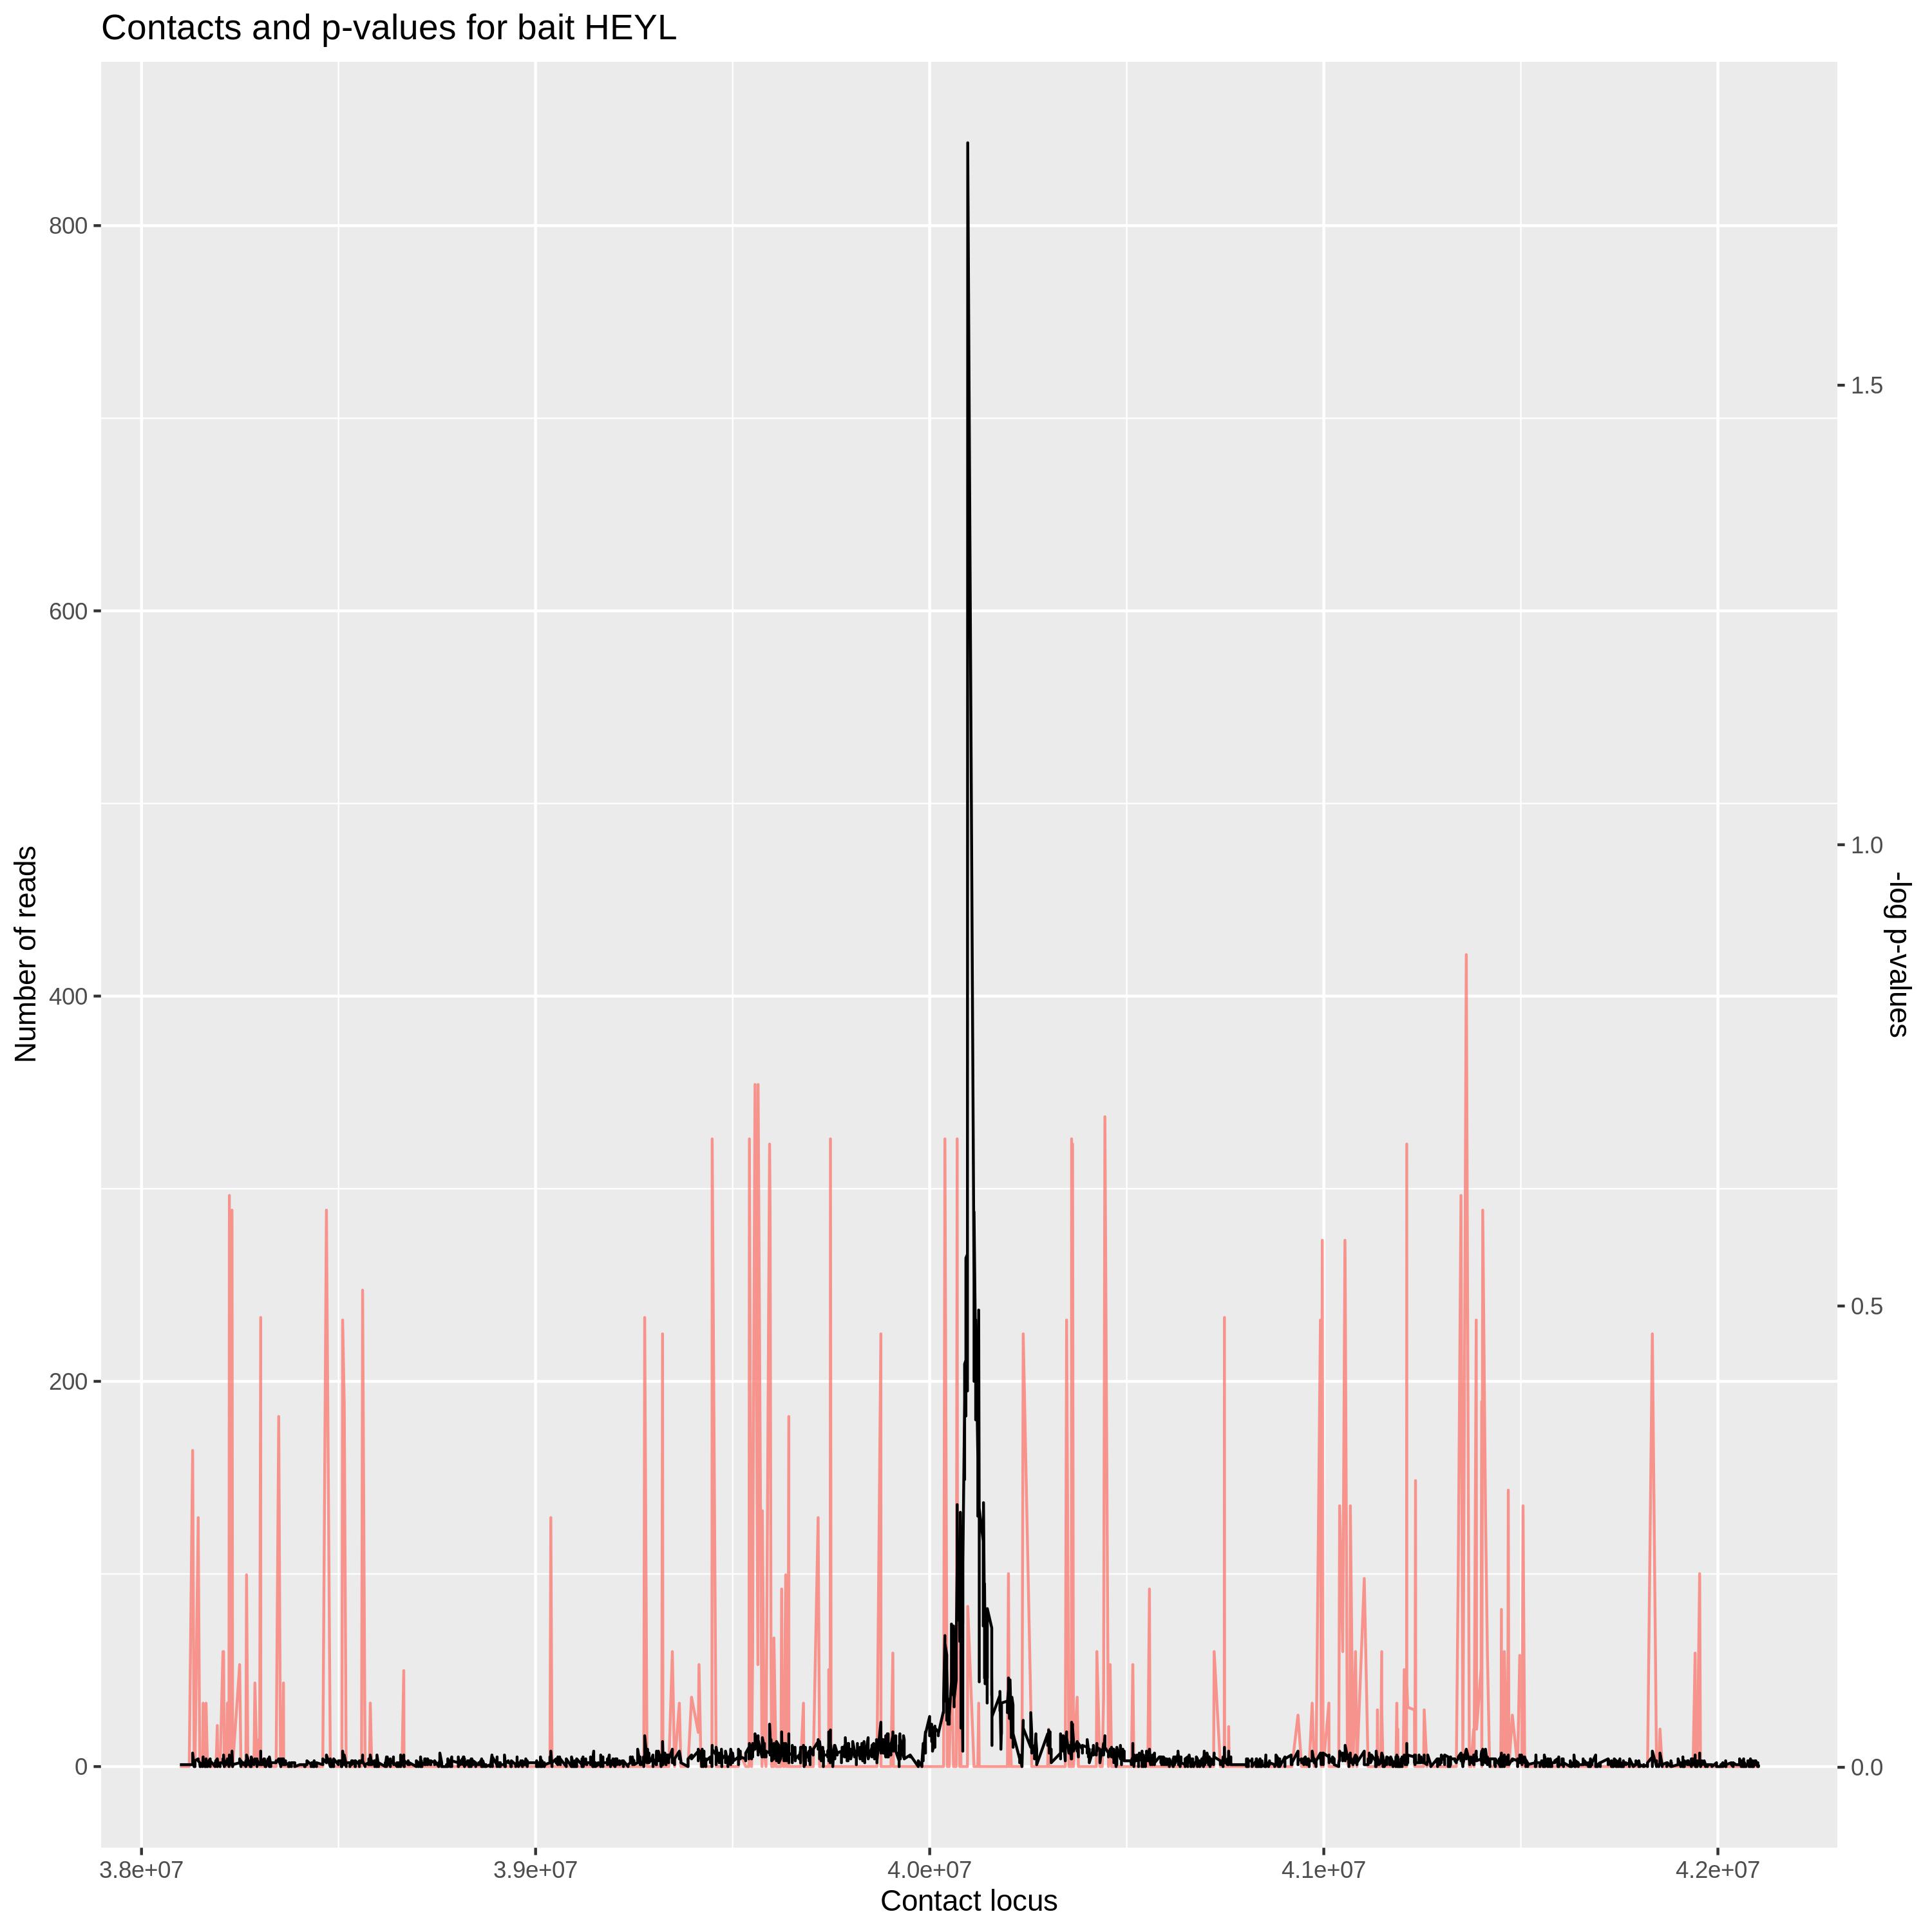 Contacts and p-values for bait HEYL
800
600
400
200
0
Number of reads
1.5
1.0
0.5
0.0
-log p-values
3.8e+07
3.9e+07
4.0e+07
4.1e+07
4.2e+07
Contact locus